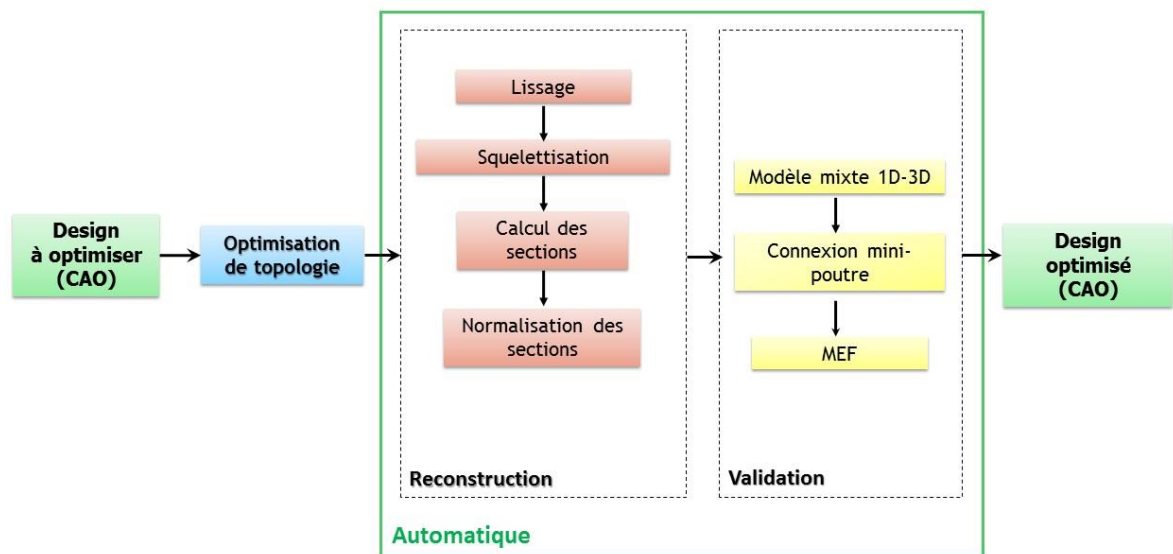 Design
à optimiser
(CAO)
Optimisation
de topologie
Lissage
Squelettisation
Calcul des
sections
Normalisation des
sections
Reconstruction
Modèle mixte 1D-3D
Connexion mini-
poutre
MEF
Validation
Automatique
Design
optimisé
(CAO)